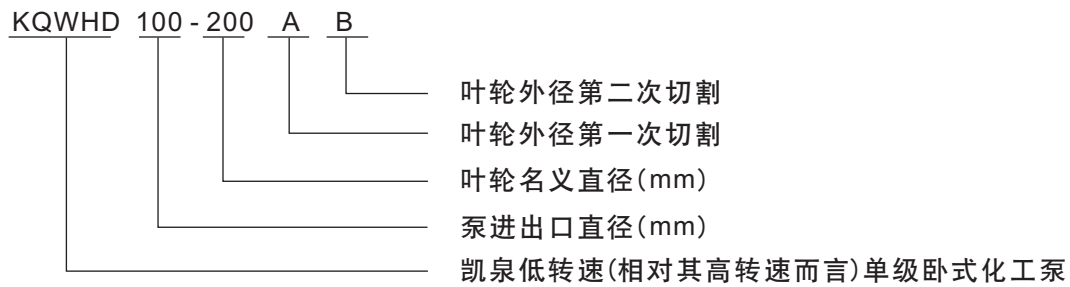 KQWHD 100 - 200 A B
叶轮外径第二次切割
叶轮外径第一次切割
叶轮名义直径(mm)
泵进出口直径(mm)
凯泉低转速(相对其高转速而言)单级卧式化工泵